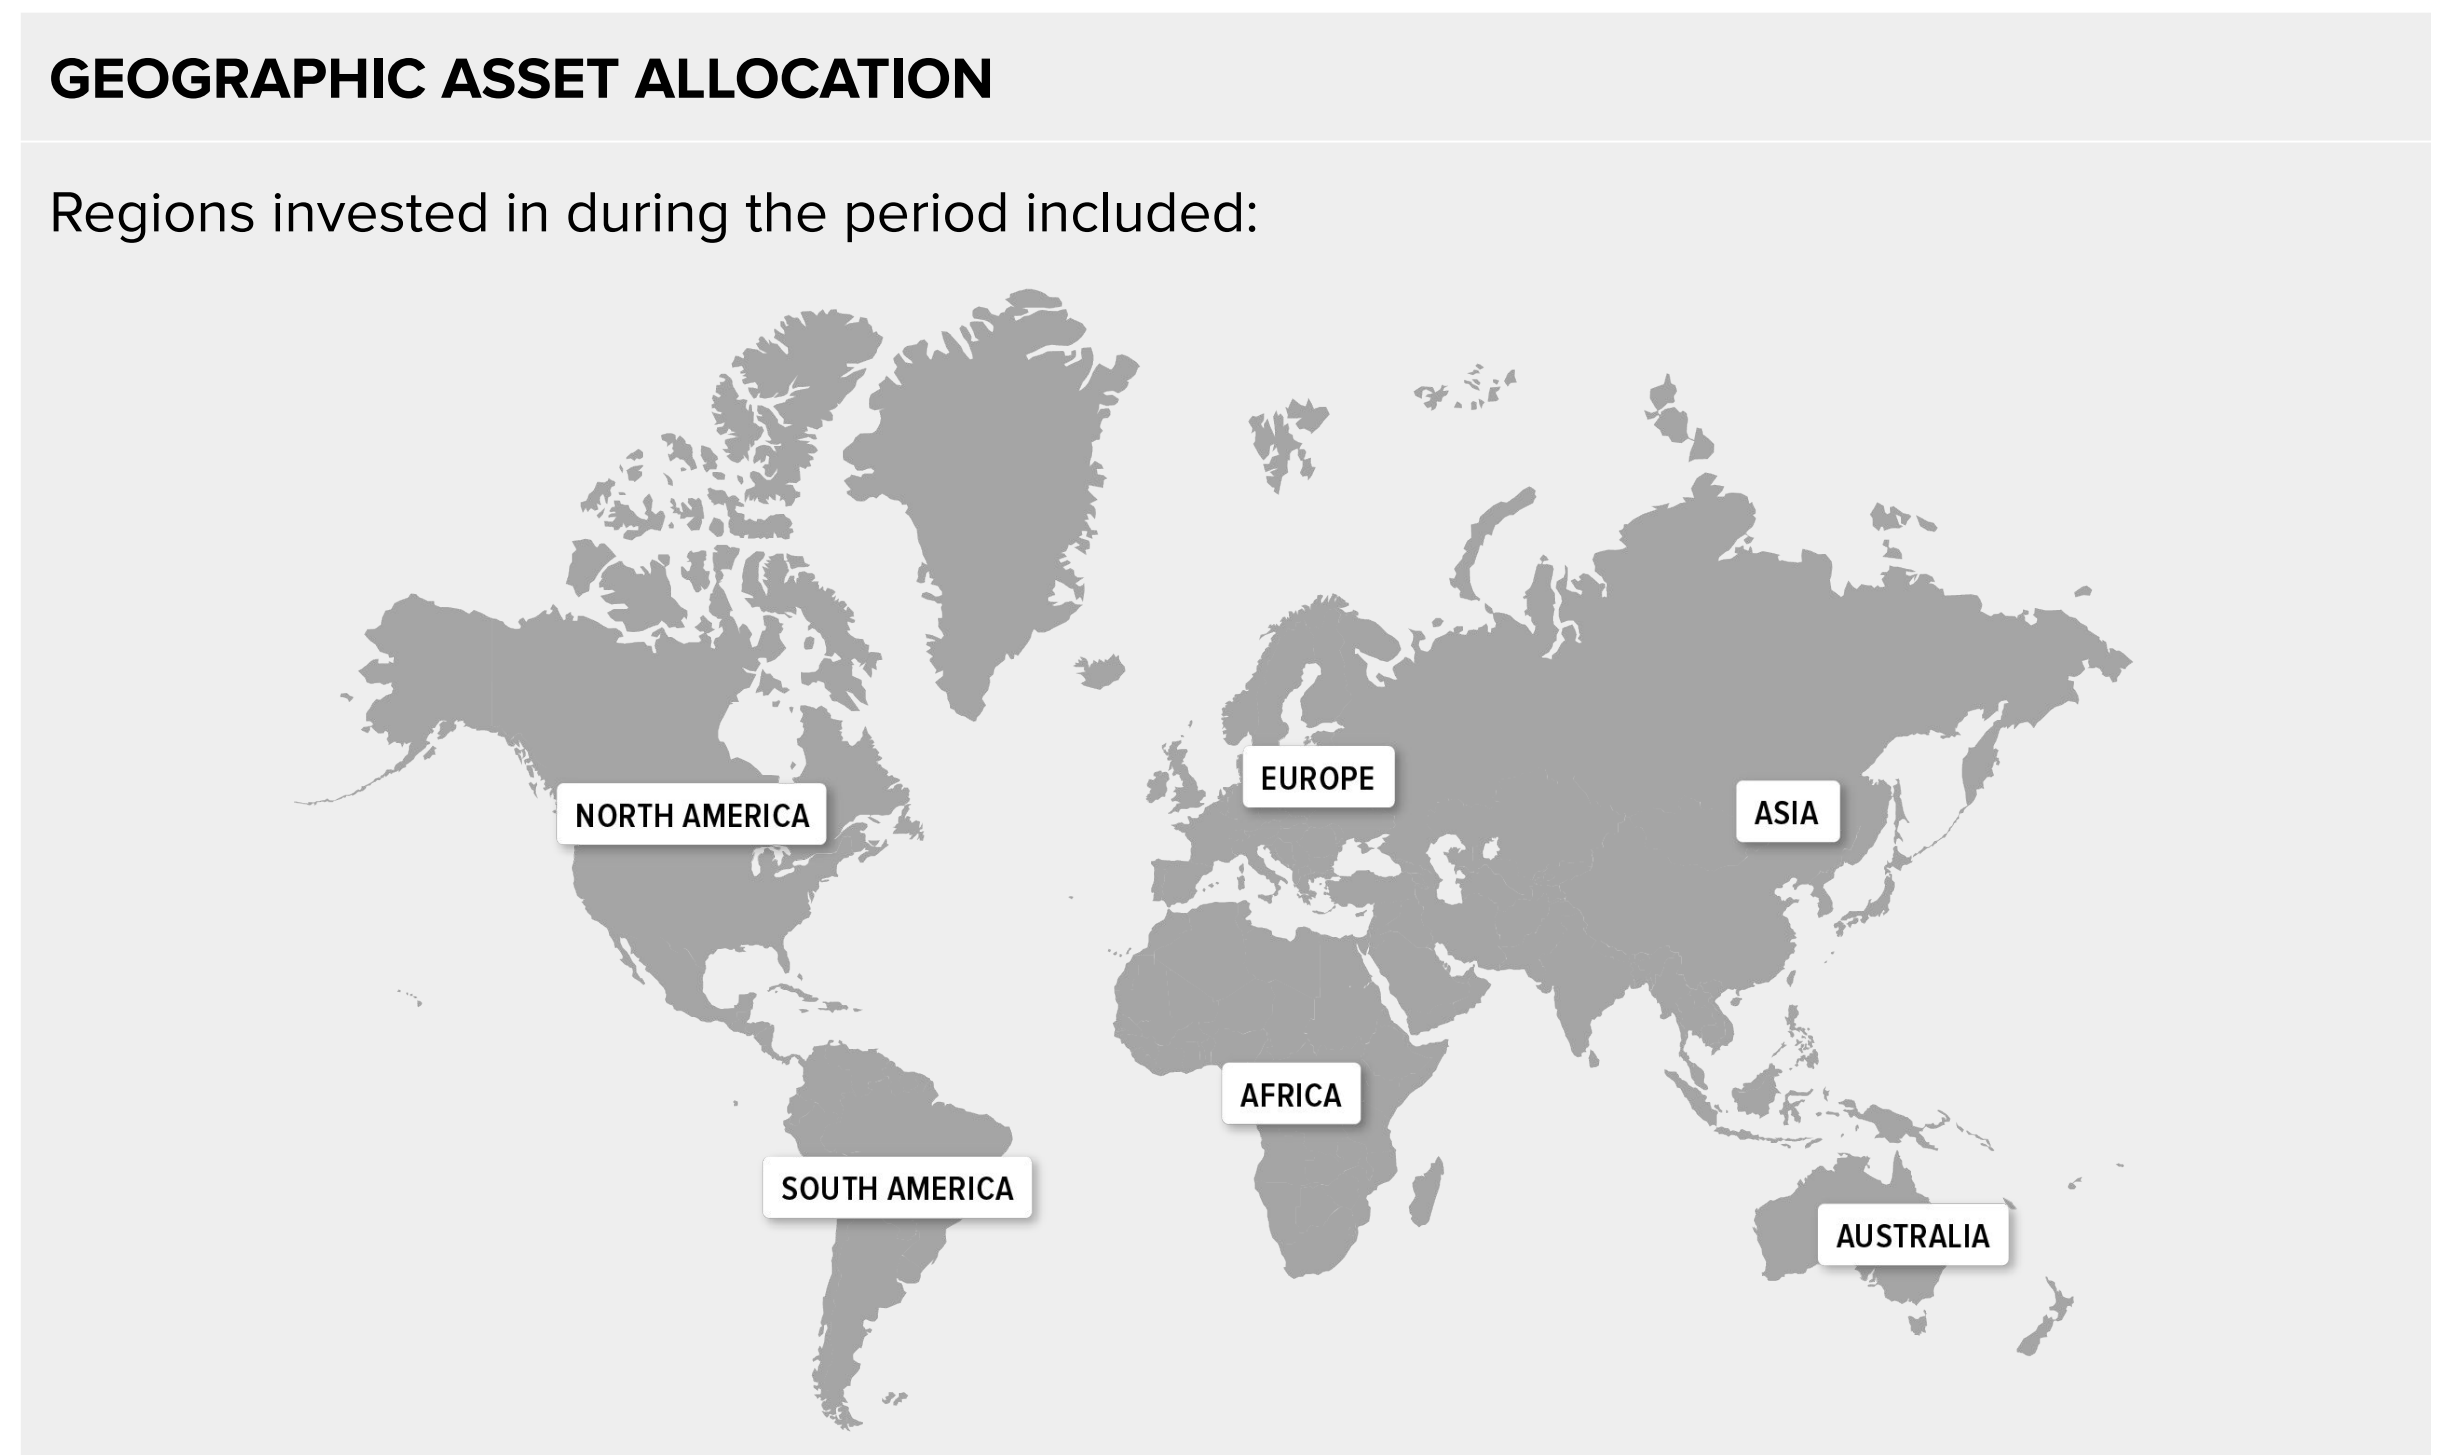 GEOGRAPHIC ASSET ALLOCATION
Regions invested in during the period included:
EUROPE
NORTH AMERICA
ASIA
AFRICA
SOUTH AMERICA
AUSTRALIA